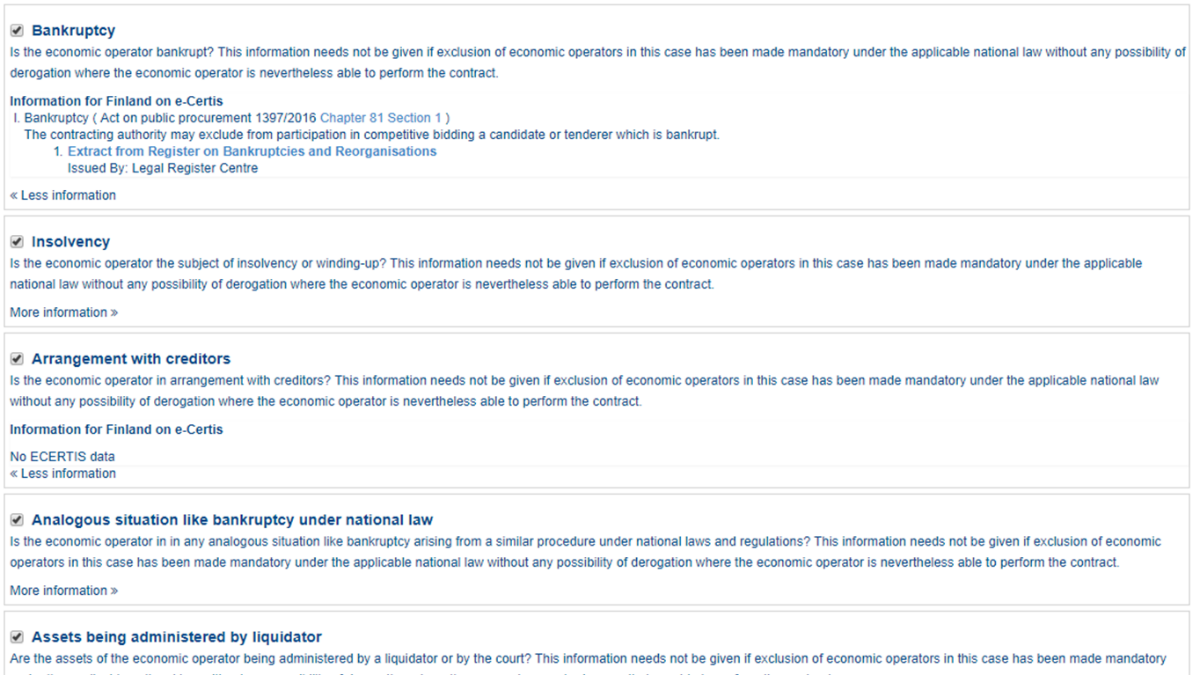 Bankruptcy
Is the economic operator bankrupt? This information needs not be given if exclusion of economic operators in this case has been made mandatory under the applicable national law without any possibility of
derogation where the economic operator is nevertheless able to perform the contract.
Information for Finland on e-Certis
I. Bankruptcy ( Act on public procurement 1397/2016 Chapter 81 Section 1 )
The contracting authority may exclude from participation in competitive bidding a candidate or tenderer which is bankrupt.
1. Extract from Register on Bankruptcies and Reorganisations
Issued By: Legal Register Centre
« Less information
Insolvency
Is the economic operator the subject of insolvency or winding-up? This information needs not be given if exclusion of economic operators in this case has been made mandatory under the applicable
national law without any possibility of derogation where the economic operator is nevertheless able to perform the contract.
More information »
Arrangement with creditors
Is the economic operator in arrangement with creditors? This information needs not be given if exclusion of economic operators in this case has been made mandatory under the applicable national law
without any possibility of derogation where the economic operator is nevertheless able to perform the contract.
Information for Finland on e-Certis
No ECERTIS data
« Less information
Analogous situation like bankruptcy under national law
Is the economic operator in in any analogous situation like bankruptcy arising from a similar procedure under national laws and regulations? This information needs not be given if exclusion of economic
operators in this case has been made mandatory under the applicable national law without any possibility of derogation where the economic operator is nevertheless able to perform the contract.
More information »
Assets being administered by liquidator
Are the assets of the economic operator being administered by a liquidator or by the court? This information needs not be given if exclusion of economic operators in this case has been made mandatory